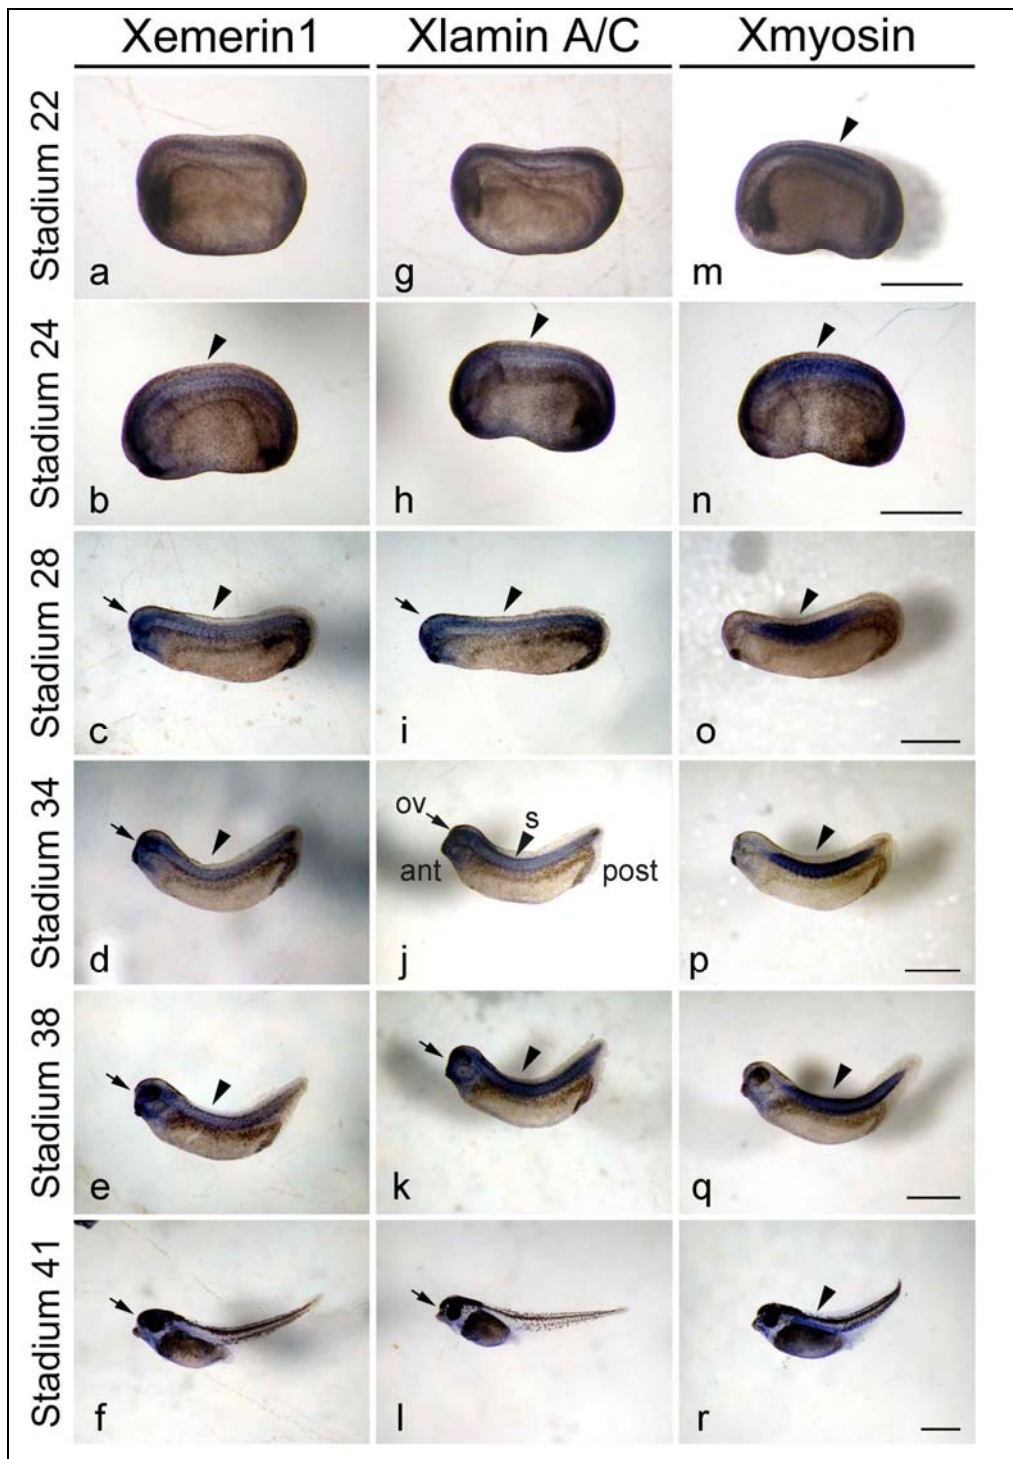 Xemerin1 Xlamin A/C Xmyosin
Stadium 22
a g m
Stadium 24
b h n
Stadium 28
c i o
Stadium 34
ov
s
ant post
d j p
Stadium 38
e k q
Stadium 41
f l r